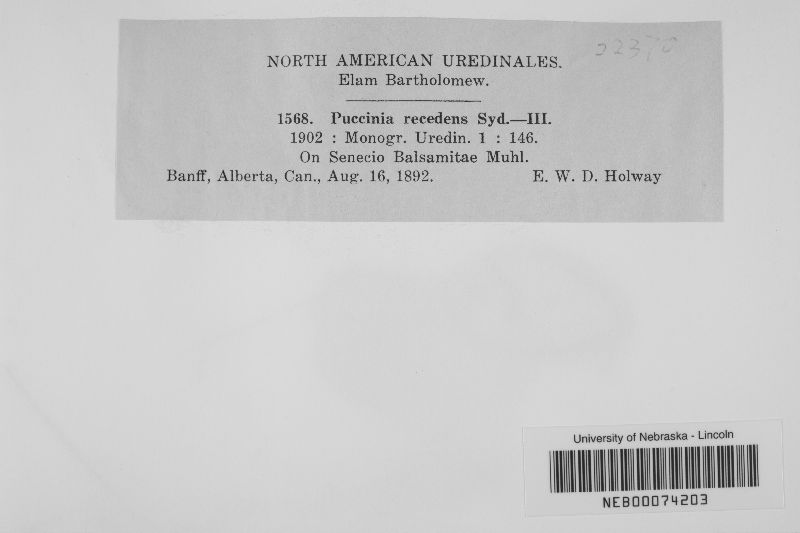 NORTH AMERICAN UREDINALES.
Elam Bartholomew.
1568. Puccinia recedens Syd.—III.
1902 : Monogr. Uredin. 1 : 146.
On Senecio Balsamitae Muhl.
Banff, Alberta, Can., Aug. 16, 1892. E. W. D. Holway
University of Nebraska - Lincoln
NEB00074203